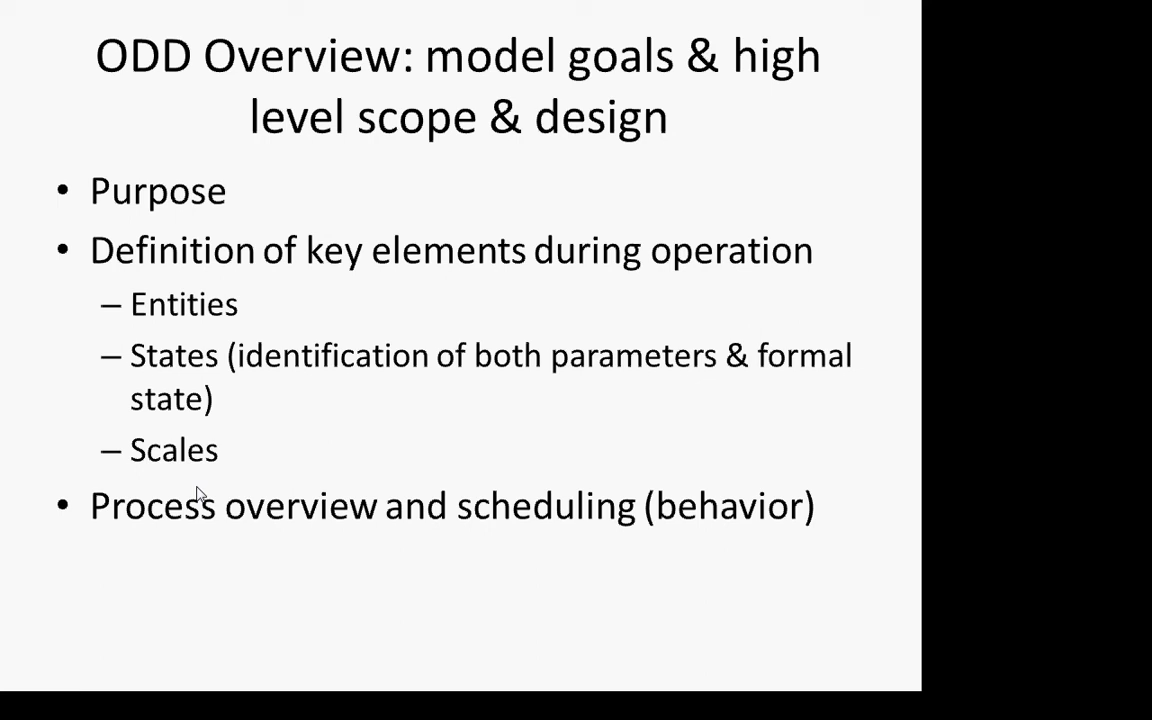 ODD Overview: model goals & high
level scope & design
• Purpose
• Definition of key elements during operation
– Entities
– States (identification of both parameters & formal
state)
– Scales
• Process overview and scheduling (behavior)